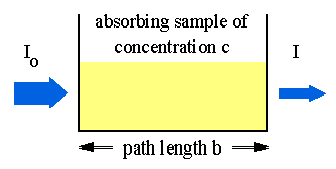 absorbing sample of
concentration c
Io
I
path length b